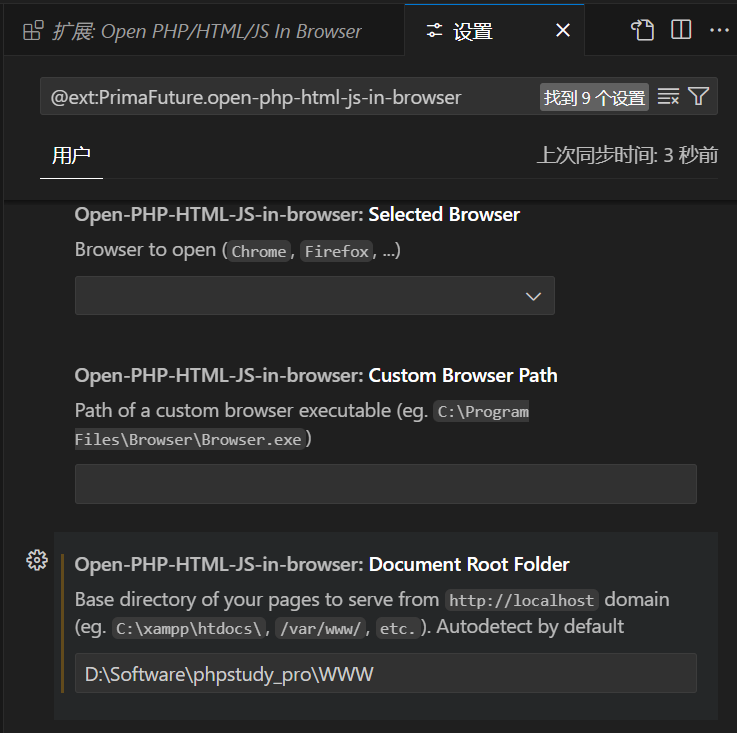 扩展: Open PHP/HTML/JS In Browser
设置
@ext:PrimaFuture.open-php-html-js-in-browser
找到 9 个设置
用户
上次同步时间: 3 秒前
Open-PHP-HTML-JS-in-browser: Selected Browser
Browser to open (Chrome, Firefox, ...)
Open-PHP-HTML-JS-in-browser: Custom Browser Path
Path of a custom browser executable (eg. C:\Program
Files\Browser\Browser.exe)
Open-PHP-HTML-JS-in-browser: Document Root Folder
Base directory of your pages to serve from http://localhost domain
(eg. C:\xampp\htdocs\, /var/www/, etc.). Autodetect by default
D:\Software\phpstudy_pro\WWW